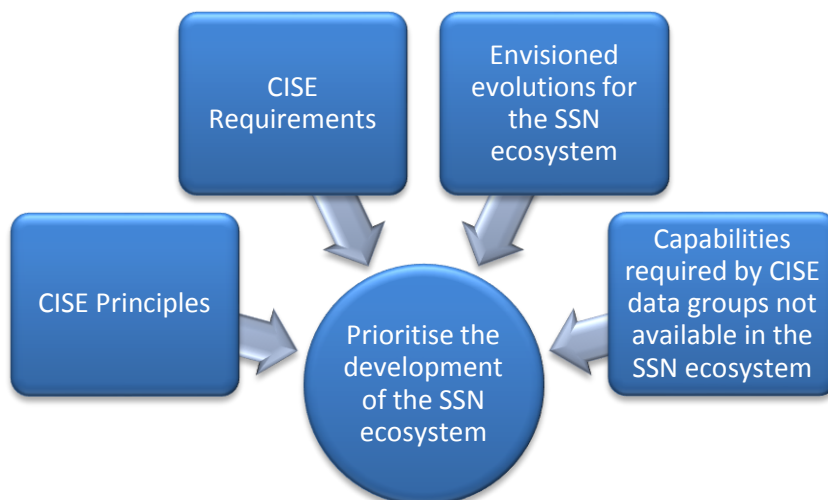 CISE
Requirements
Envisioned
evolutions for
the SSN
ecosystem
CISE Principles
Capabilities
required by CISE
data groups not
available in the
SSN ecosystem
Prioritise the
development
of the SSN
ecosystem